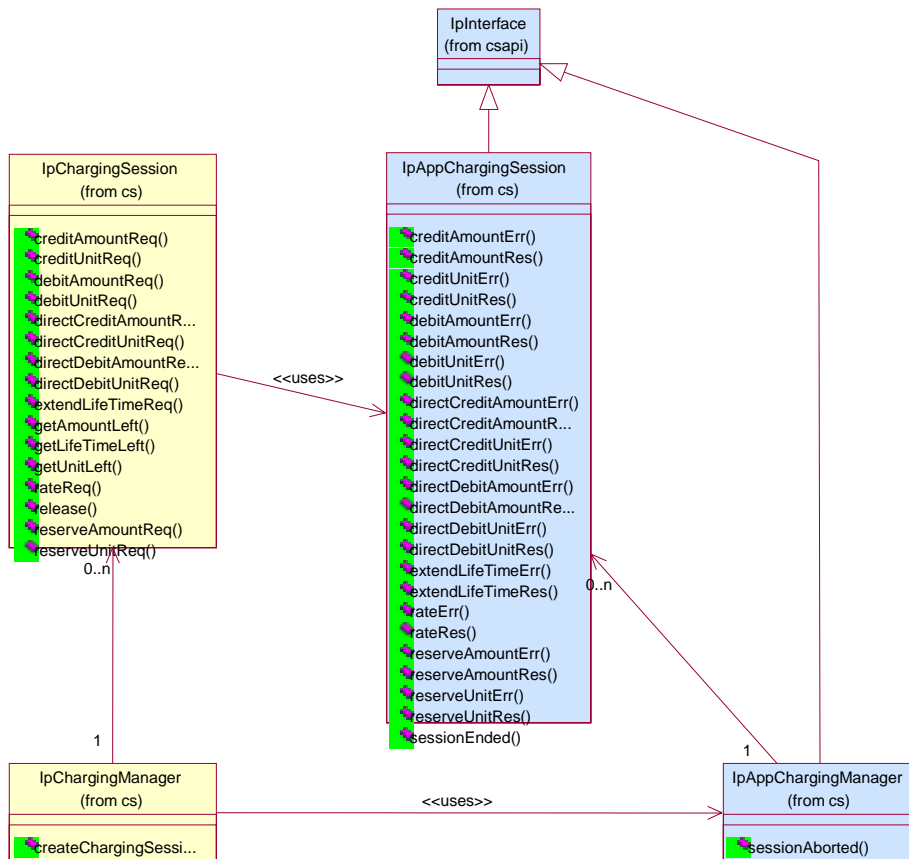 IpInterface
(from csapi)
IpChargingSession
(from cs)
creditAmountReq()
creditUnitReq()
debitAmountReq()
debitUnitReq()
directCreditAmountR...
directCreditUnitReq()
directDebitAmountRe...
directDebitUnitReq()
extendLifeTimeReq()
getAmountLeft()
getLifeTimeLeft()
getUnitLeft()
rateReq()
release()
reserveAmountReq()
reserveUnitReq()
0..n
<<uses>>
IpAppChargingSession
(from cs)
creditAmountErr()
creditAmountRes()
creditUnitErr()
creditUnitRes()
debitAmountErr()
debitAmountRes()
debitUnitErr()
debitUnitRes()
directCreditAmountErr()
directCreditAmountR...
directCreditUnitErr()
directCreditUnitRes()
directDebitAmountErr()
directDebitAmountRe...
directDebitUnitErr()
directDebitUnitRes()
extendLifeTimeErr()
extendLifeTimeRes()
rateErr()
rateRes()
reserveAmountErr()
reserveAmountRes()
reserveUnitErr()
reserveUnitRes()
sessionEnded()
0..n
1
1
IpChargingManager
(from cs)
createChargingSessi...
<<uses>>
IpAppChargingManager
(from cs)
sessionAborted()